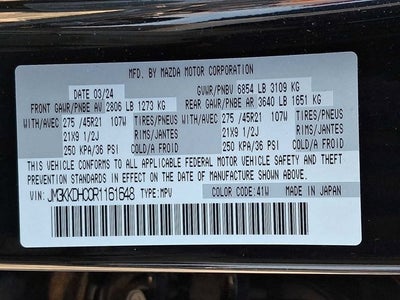 MFD. BY MAZDA MOTOR CORPORATION
DATE 03/24 GVWR/PNBV 6854 LB 3109 KG
FRONT GAWR/PNBE AV 2806 LB 1273 KG REAR GAWR/PNBE AR 3640 LB 1651 KG
WITH/AVEC 275 /45R21 107W TIRES/PNEUS WITH/AVEC 275 /45R21 107W TIRES/PNEUS
21X9 1/2J RIMS/JANTES 21X9 1/2J RIMS/JANTES
250 KPA/36 PSI COLD/A FROID 250 KPA/36 PSI COLD/A FROID
THIS VEHICLE CONFORMS TO ALL APPLICABLE FEDERAL MOTOR VEHICLE SAFETY AND THEFT
PREVENTION STANDARDS IN EFFECT ON THE DATE OF MANUFACTURE SHOWN ABOVE.
VIN: JM3KKDHC0R1161648 TYPE:MPV COLOR CODE:41W MADE IN JAPAN